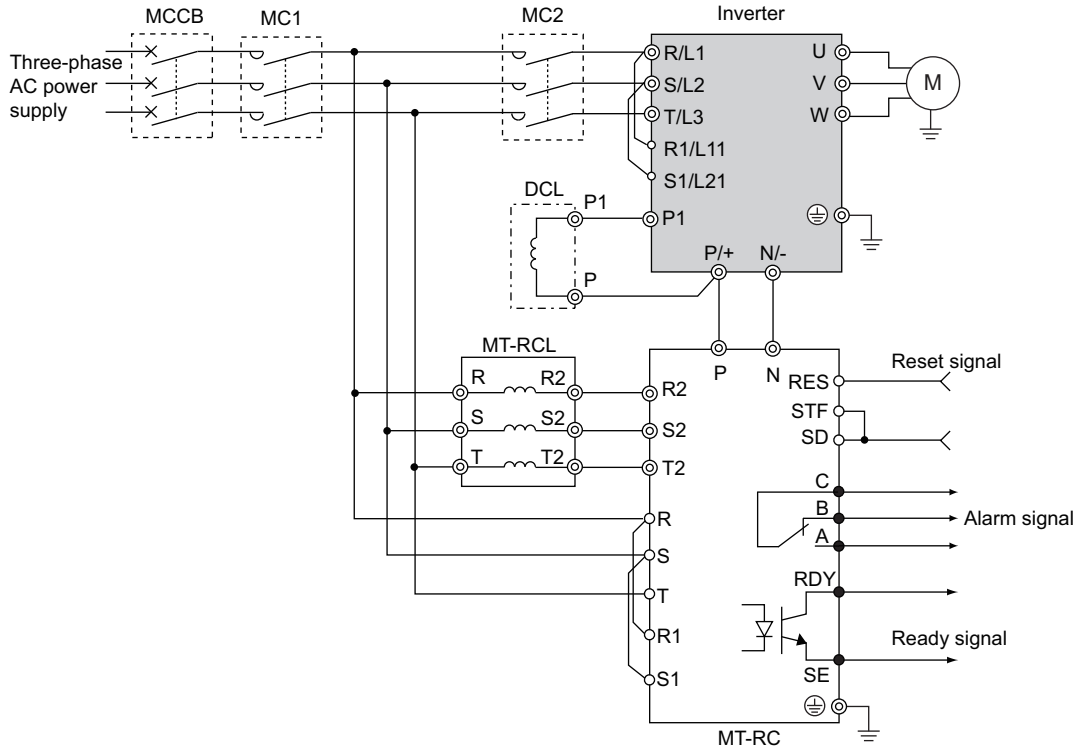 MCCB
MC1
MC2
Inverter
Three-phase
AC power
supply
R/L1
S/L2
T/L3
R1/L11
S1/L21
U
V
W
M
DCL
P1
P1
P
P/+
N/-
MT-RCL
R
R2
S
S2
T
T2
P
N
R2
S2
T2
R
S
T
R1
S1
RES
Reset signal
STF
SD
C
B
Alarm signal
A
RDY
Ready signal
SE
MT-RC